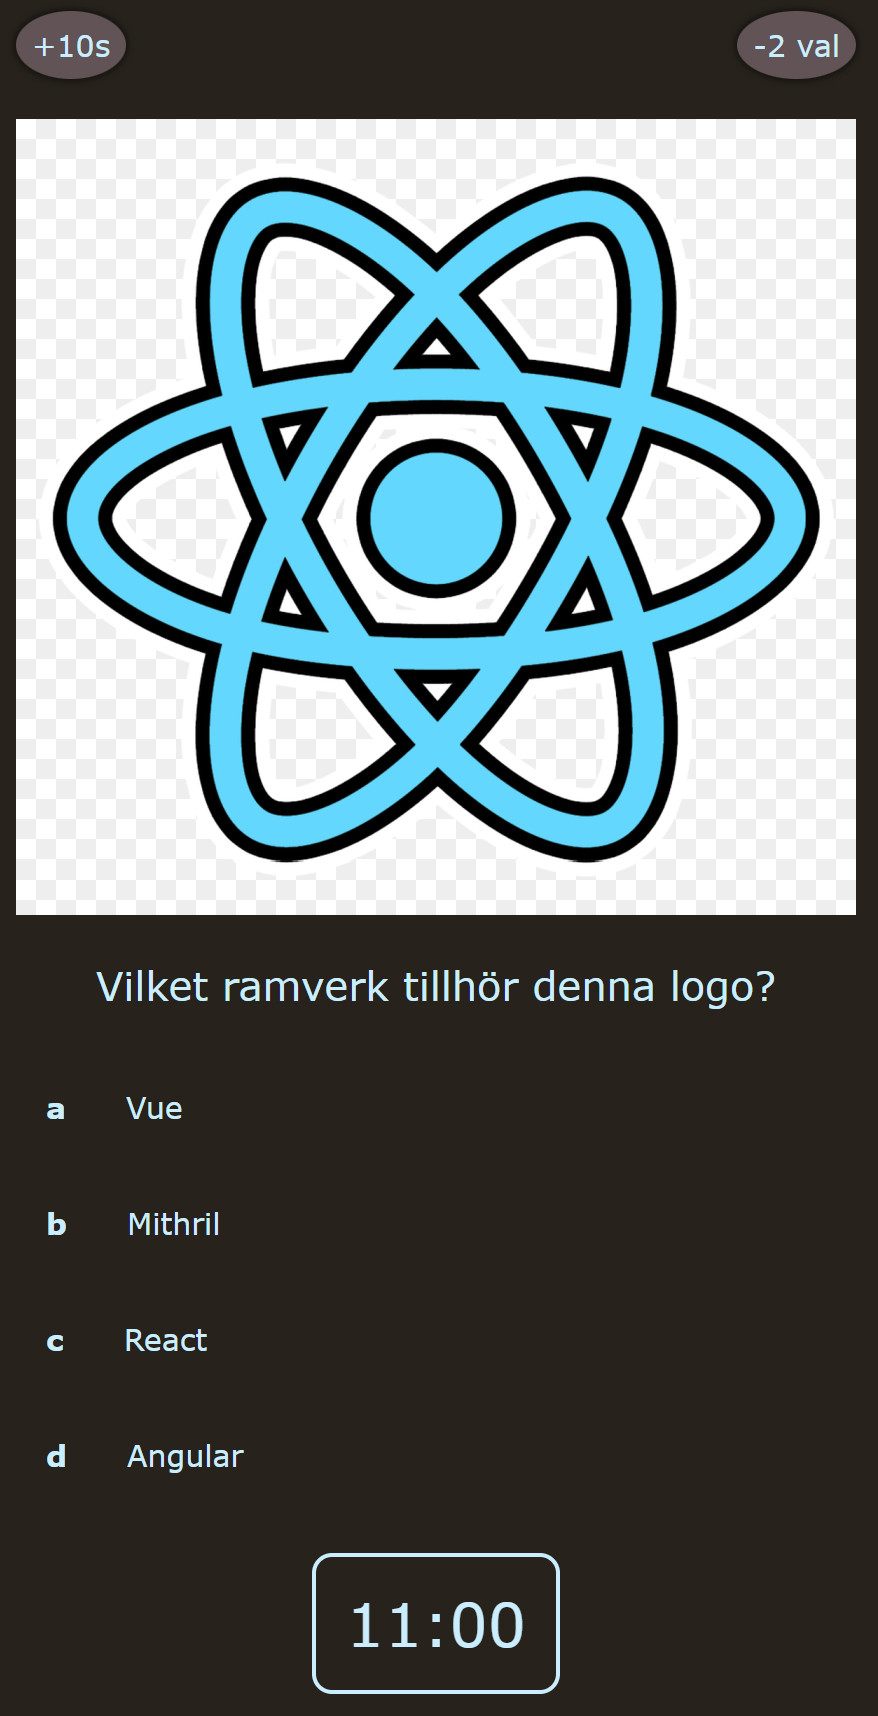 +10s
-2 val
Vilket ramverk tillhör denna logo?
a Vue
b Mithril
c React
d Angular
11:00